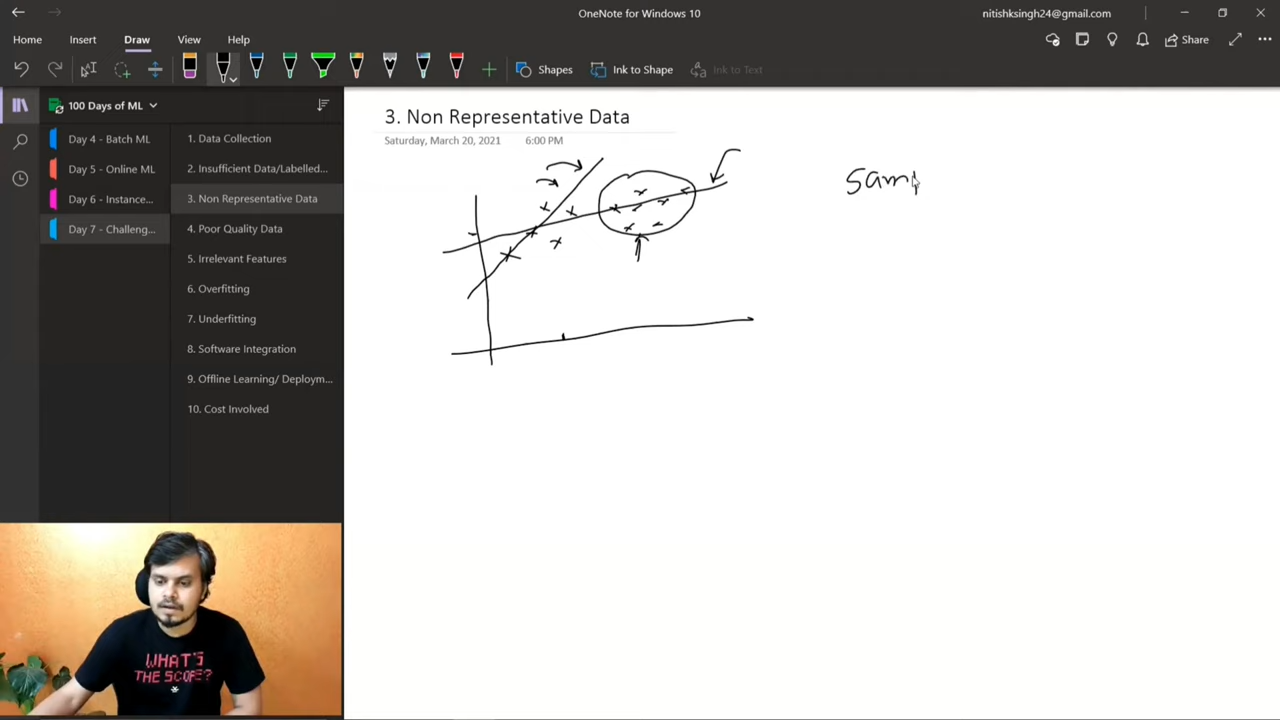 OneNote for Windows 10
nitishksingh24@gmail.com
Home Insert Draw View Help
Share
Shapes Ink to Shape Ink to Text
100 Days of ML
Day 4 - Batch ML
Day 5 - Online ML
Day 6 - Instance...
Day 7 - Challeng...
1. Data Collection
2. Insufficient Data/Labelled...
3. Non Representative Data
4. Poor Quality Data
5. Irrelevant Features
6. Overfitting
7. Underfitting
8. Software Integration
9. Offline Learning/ Deploym...
10. Cost Involved
3. Non Representative Data
Saturday, March 20, 2021 6:00 PM
Samp
WHAT'S
THE SCOPE?